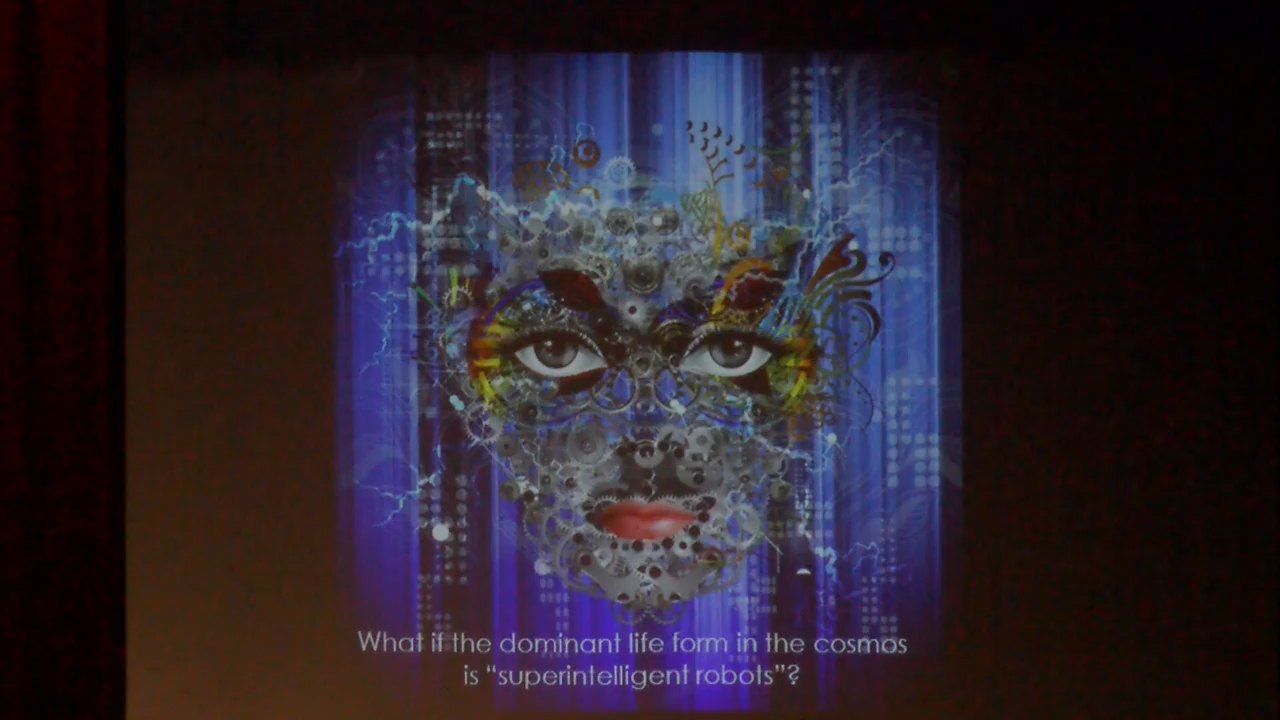 What if the dominant life form in the cosmos
is “superintelligent robots”?